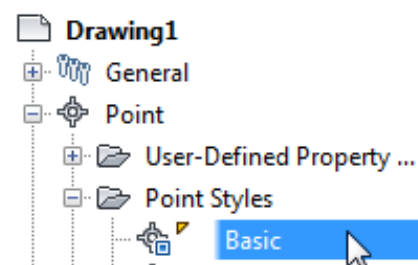 Drawing1
General
Point
User-Defined Property ...
Point Styles
Basic